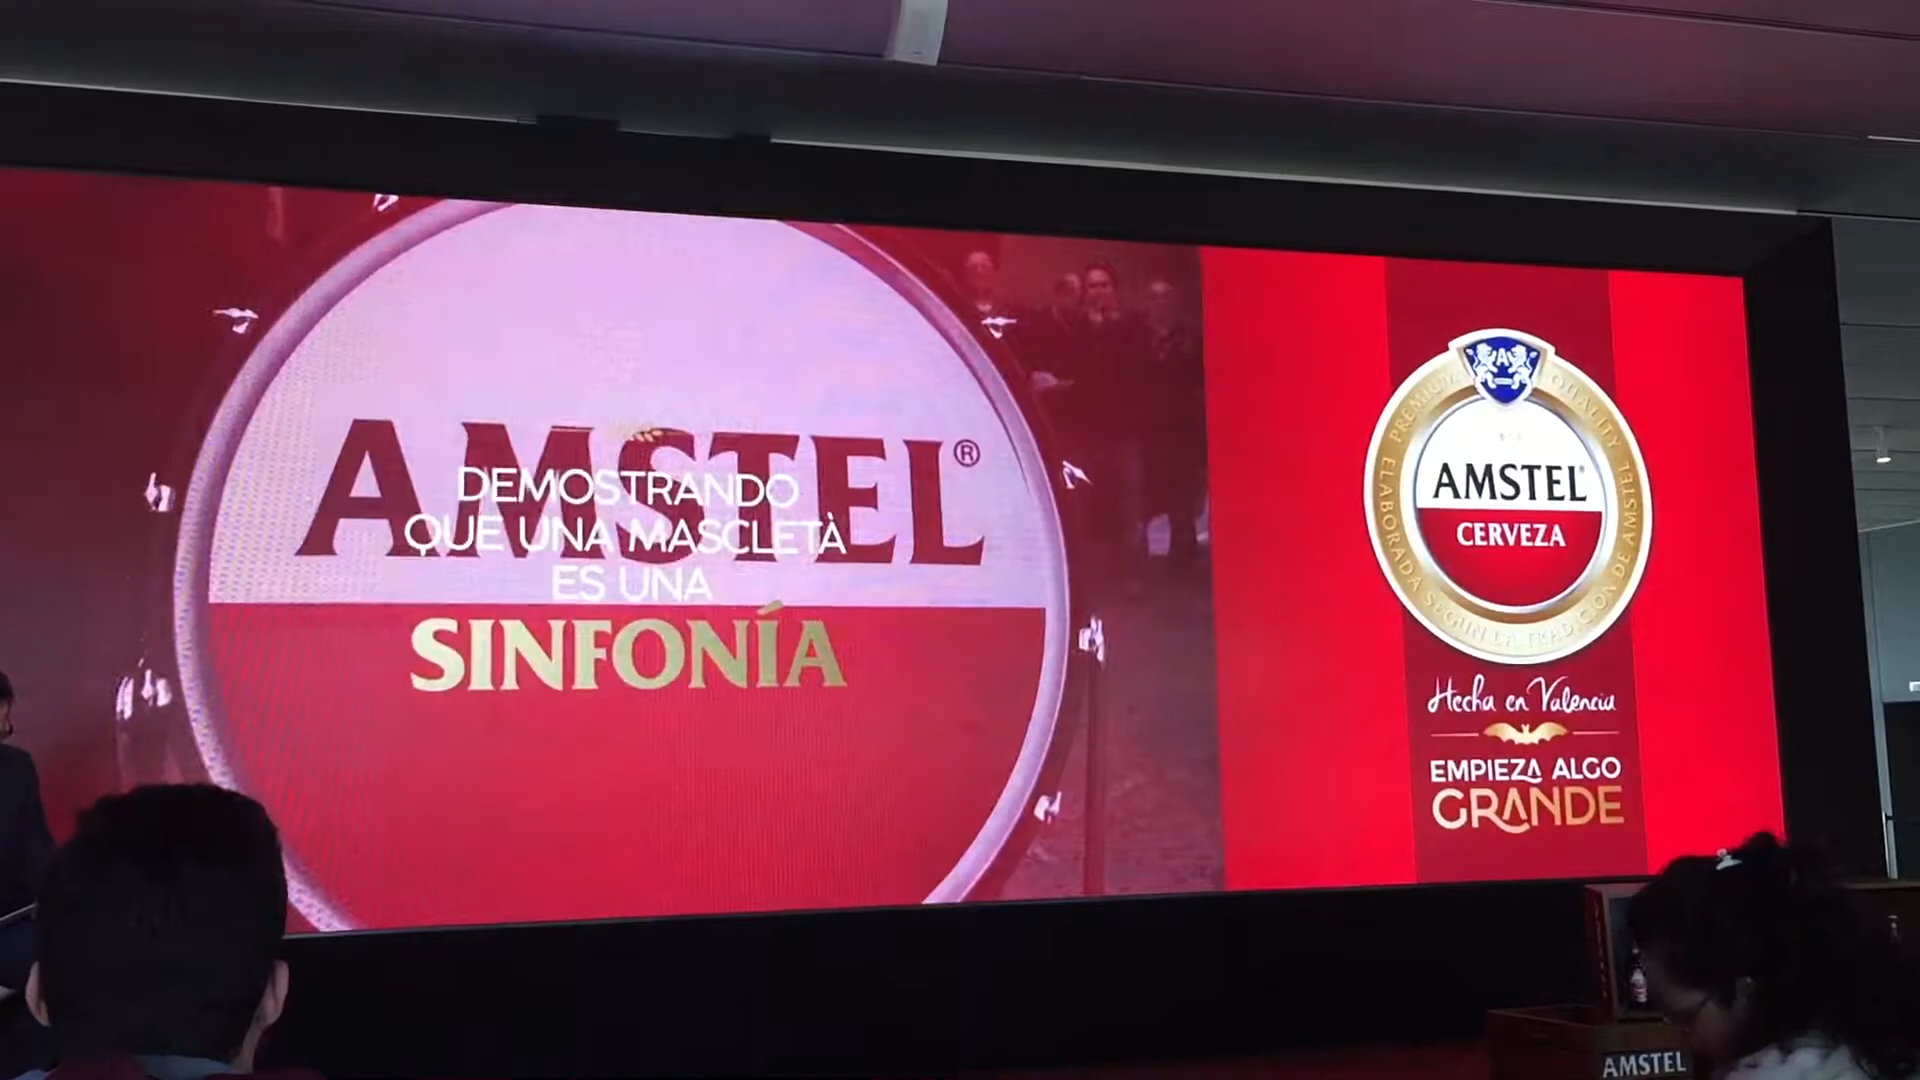 AMSTEL®
DEMOSTRANDO
QUE UNA MASCLETÀ
ES UNA
SINFONÍA
A
PREMIUM QUALITY
AMSTEL®
CERVEZA
ELABORADA SEGÚN LA TRADICIÓN DE AMSTEL
Hecha en Valencia
EMPIEZA ALGO
GRANDE
AMSTEL